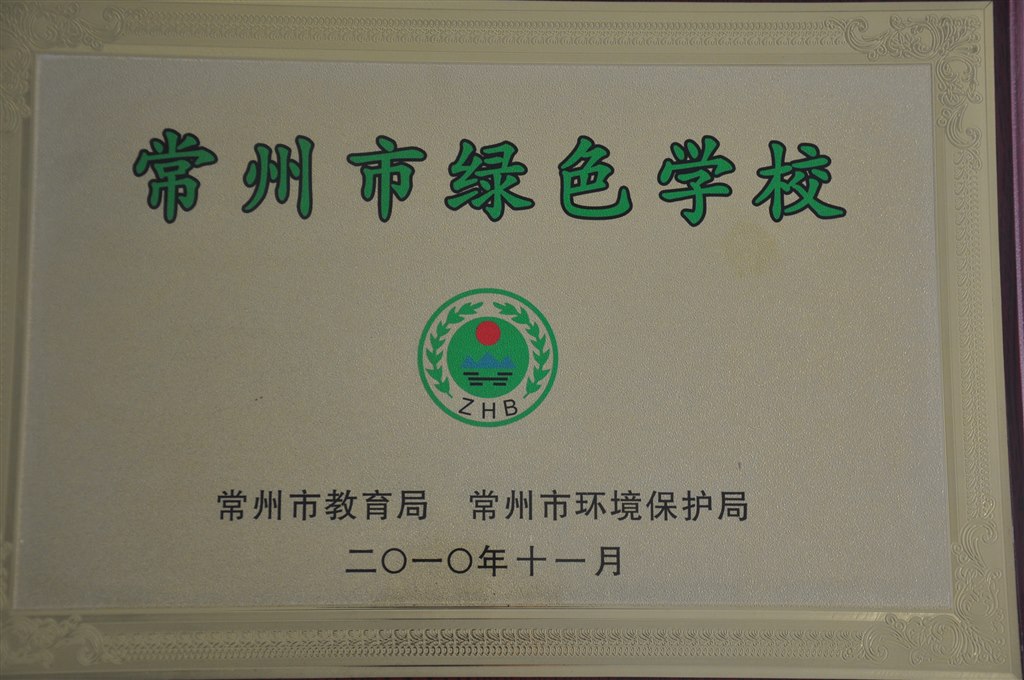 常州市绿色学校
ZHB
常州市教育局 常州市环境保护局
二〇一〇年十一月